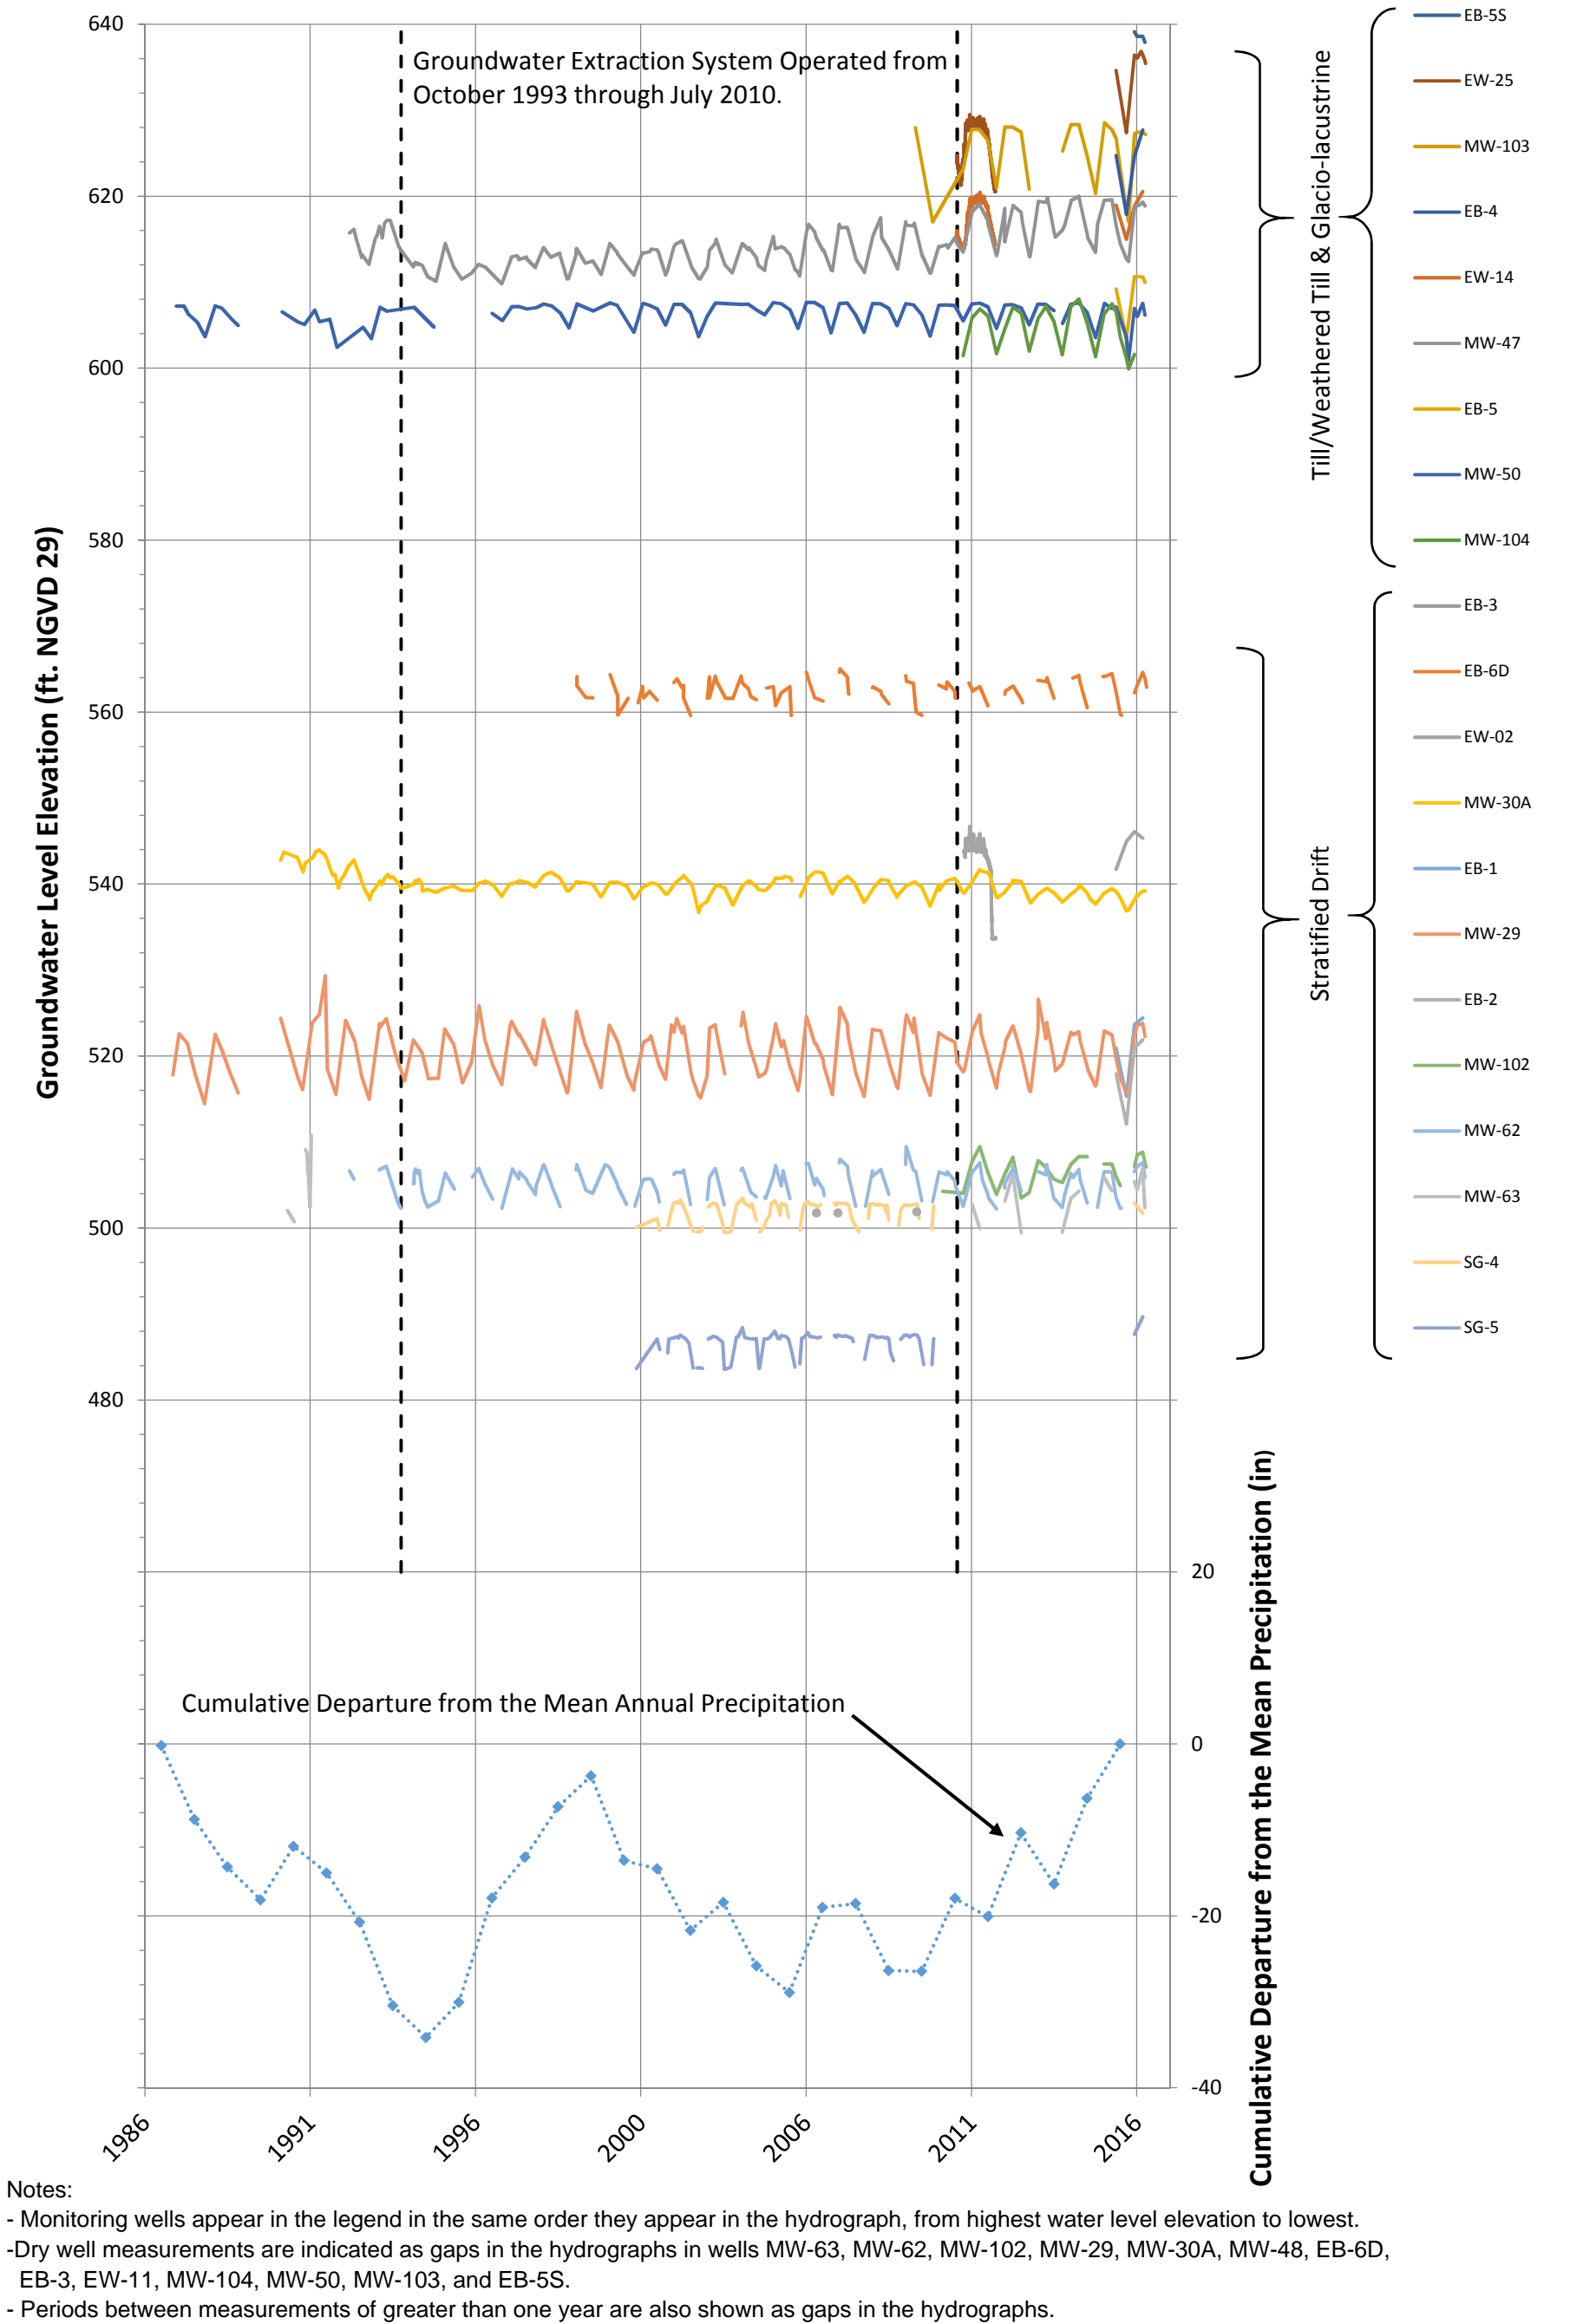 640
620
600
580
560
540
520
500
480
Groundwater Level Elevation (ft. NGVD 29)
Groundwater Extraction System Operated from
October 1993 through July 2010.
Till/Weathered Till & Glacio-lacustrine
Stratified Drift
EB-5S
EW-25
MW-103
EB-4
EW-14
MW-47
EB-5
MW-50
MW-104
EB-3
EB-6D
EW-02
MW-30A
EB-1
MW-29
EB-2
MW-102
MW-62
MW-63
SG-4
SG-5
Cumulative Departure from the Mean Annual Precipitation
20
0
-20
-40
Cumulative Departure from the Mean Precipitation (in)
1986
1991
1996
2000
2006
2011
2016
Notes:
- Monitoring wells appear in the legend in the same order they appear in the hydrograph, from highest water level elevation to lowest.
-Dry well measurements are indicated as gaps in the hydrographs in wells MW-63, MW-62, MW-102, MW-29, MW-30A, MW-48, EB-6D,
EB-3, EW-11, MW-104, MW-50, MW-103, and EB-5S.
- Periods between measurements of greater than one year are also shown as gaps in the hydrographs.